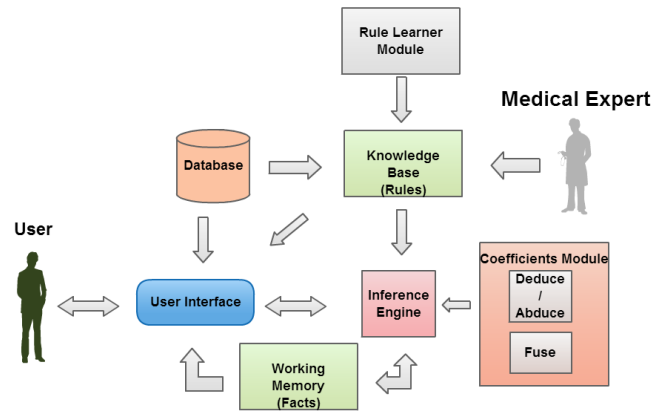 Rule Learner
Module
Medical Expert
Database
Knowledge
Base
(Rules)
User
Coefficients Module
Deduce
/
Abduce
User Interface
Inference
Engine
Fuse
Working
Memory
(Facts)